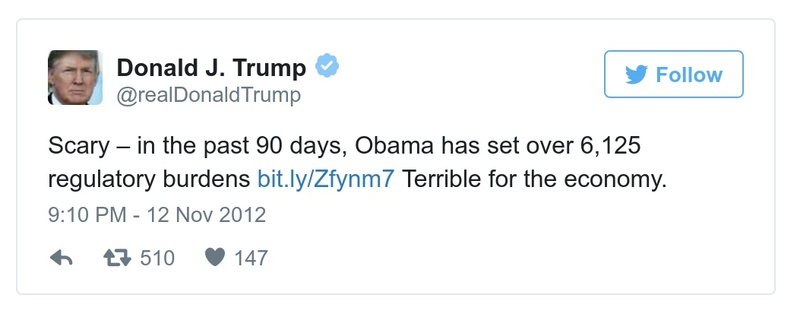 Donald J. Trump
@realDonaldTrump
Follow
Scary – in the past 90 days, Obama has set over 6,125
regulatory burdens bit.ly/Zfynm7 Terrible for the economy.
9:10 PM - 12 Nov 2012
510 147